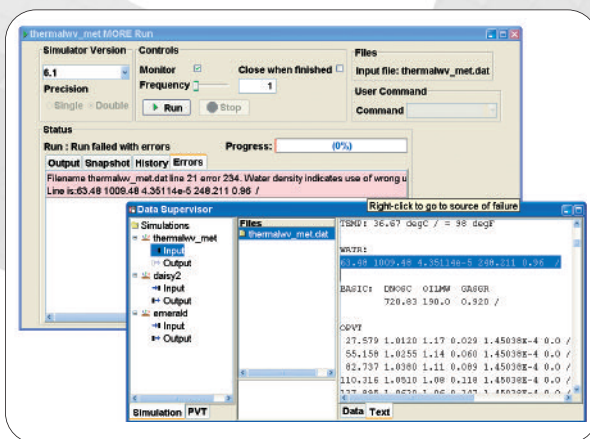 thermalwv_met MORE Run
Simulator Version
6.1
Precision
Single Double
Controls
Monitor
Close when finished
Frequency
1
Run
Stop
Files
Input file: thermalwv_met.dat
User Command
Command
Status
Run : Run failed with errors
Progress:
(0%)
Output Snapshot History Errors
Filename thermalwv_met.dat line 21 error 234. Water density indicates use of wrong u
Line is:63.48 1009.48 4.35114e-5 248.211 0.96 /
Right-click to go to source of failure
Data Supervisor
Simulations
thermalwv_met
Input
Output
daisy2
Input
Output
emerald
Input
Output
Simulation PVT
Files
thermalwv_met.dat
TEMP: 36.67 degC / = 98 degF
WATR:
63.48 1009.48 4.35114e-5 248.211 0.96 /
BASIC: DNOSC OILMW GASGR
720.83 190.0 0.920 /
OPVT
27.579 1.0120 1.17 0.029 1.45038E-4 0.0 /
55.158 1.0255 1.14 0.060 1.45038E-4 0.0 /
82.737 1.0380 1.11 0.089 1.45038E-4 0.0 /
110.316 1.0510 1.08 0.118 1.45038E-4 0.0 /
Data Text